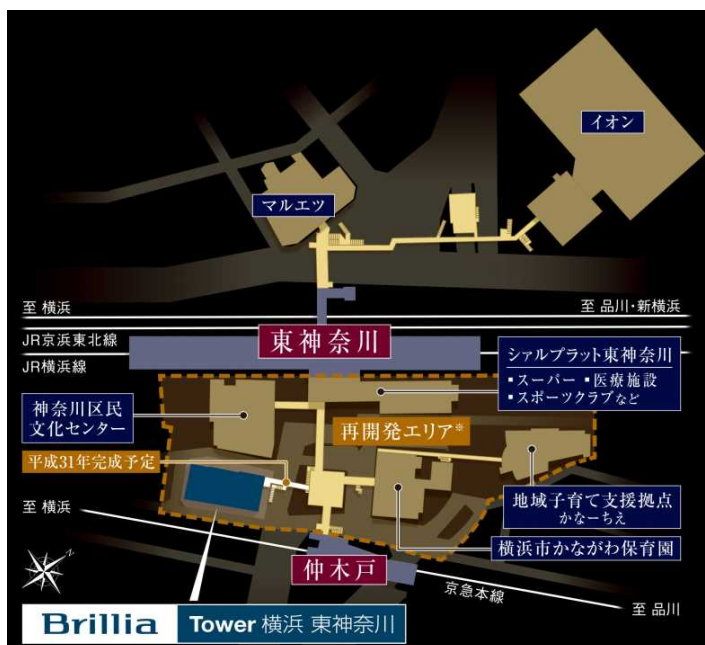 イオン
マルエツ
至 横浜
至 品川・新横浜
JR京浜東北線
JR横浜線
東神奈川
シァルプラット東神奈川
▪スーパー ▪医療施設
▪スポーツクラブなど
神奈川区民
文化センター
再開発エリア※
平成31年完成予定
地域子育て支援拠点
かなーちえ
至 横浜
横浜市かながわ保育園
仲木戸
京急本線
至 品川
N
Brillia Tower 横浜 東神奈川